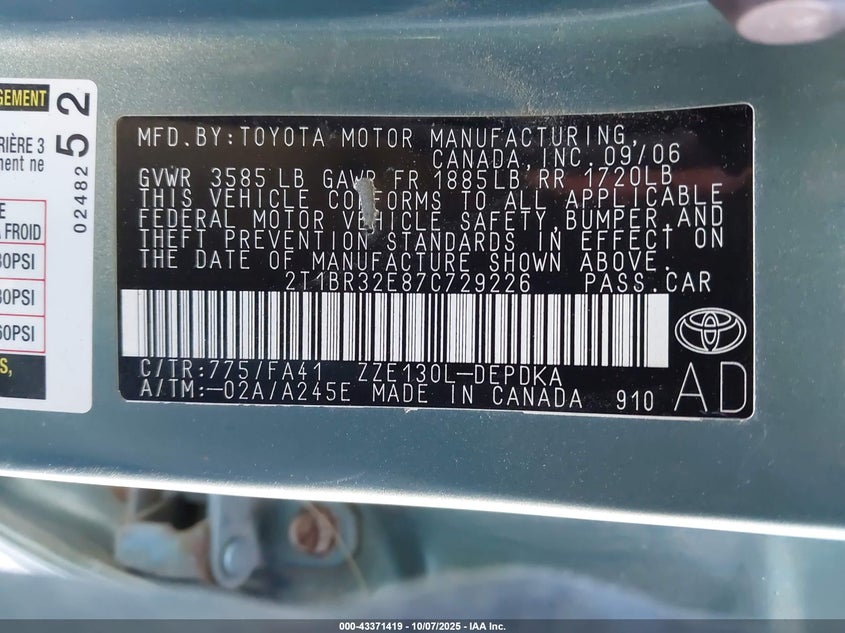 GEMENT
RIÈRE 3
ment ne
E
A FROID
30PSI
30PSI
60PSI
S,
02482
52
MFD.BY:TOYOTA MOTOR MANUFACTURING,
CANADA,INC.09/06
GVWR 3585LB GAWR FR 1885LB RR 1720LB
THIS VEHICLE CONFORMS TO ALL APPLICABLE
FEDERAL MOTOR VEHICLE SAFETY,BUMPER,AND
THEFT PREVENTION STANDARDS IN EFFECT ON
THE DATE OF MANUFACTURE SHOWN ABOVE.
2T1BR32E87C729226 PASS.CAR
C/TR:775/FA41 ZZE130L-DEPDKA
A/TM:-02A/A245E MADE IN CANADA 910
AD
000-43371419 - 10/07/2025 - IAA Inc.